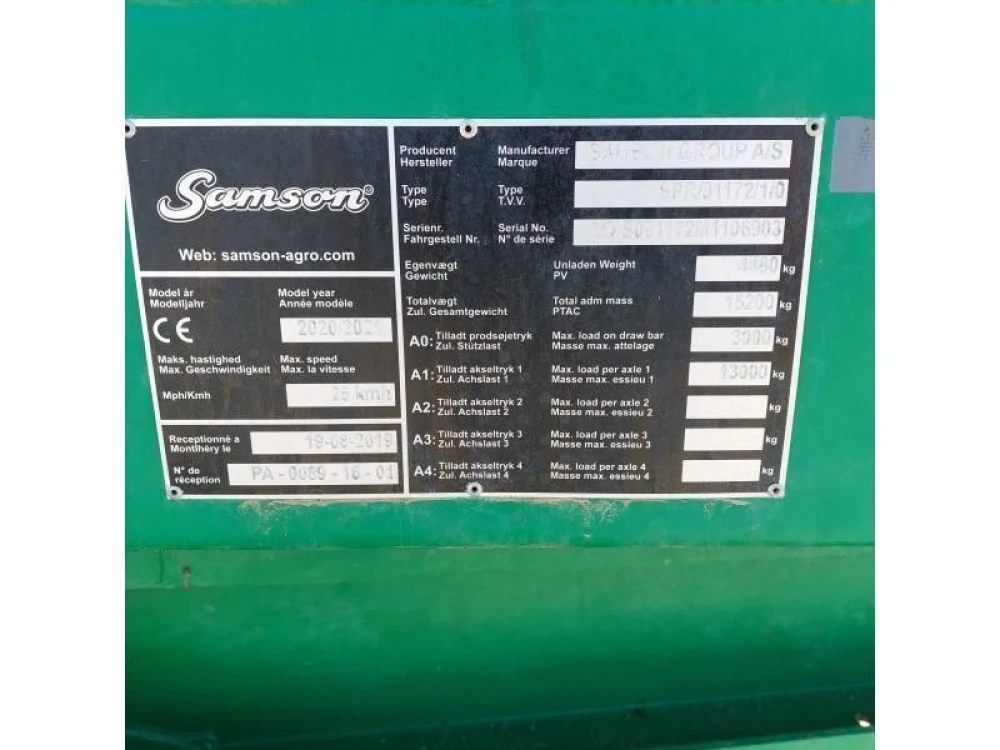 Samson®
Web: samson-agro.com
Model år Model year
Modelljahr Année modèle
CE 2020/2021
Maks. hastighed Max. speed
Max. Geschwindigkeit Max. la vitesse
Mph/Kmh 25 kmh
Receptionné a
Montlhéry le 19-08-2019
N° de
réception PA - 0089 - 16 - 01
Producent Manufacturer SAMSON GROUP A/S
Hersteller Marque
Type Type SPR/31172/1/0
Type T.V.V.
Serienr. Serial No.
Fahrgestell Nr. N° de série
Egenvægt Unladen Weight 4460 kg
Gewicht PV
Totalvægt Total adm mass 15200 kg
Zul. Gesamtgewicht PTAC
A0: Tilladt prodsøjetryk Max. load on draw bar 3000 kg
Zul. Stützlast Masse max. attelage
A1: Tilladt akseltryk 1 Max. load per axle 1 13000 kg
Zul. Achslast 1 Masse max. essieu 1
A2: Tilladt akseltryk 2 Max. load per axle 2 kg
Zul. Achslast 2 Masse max. essieu 2
A3: Tilladt akseltryk 3 Max. load per axle 3 kg
Zul. Achslast 3 Masse max. essieu 3
A4: Tilladt akseltryk 4 Max. load per axle 4 kg
Zul. Achslast 4 Masse max. essieu 4